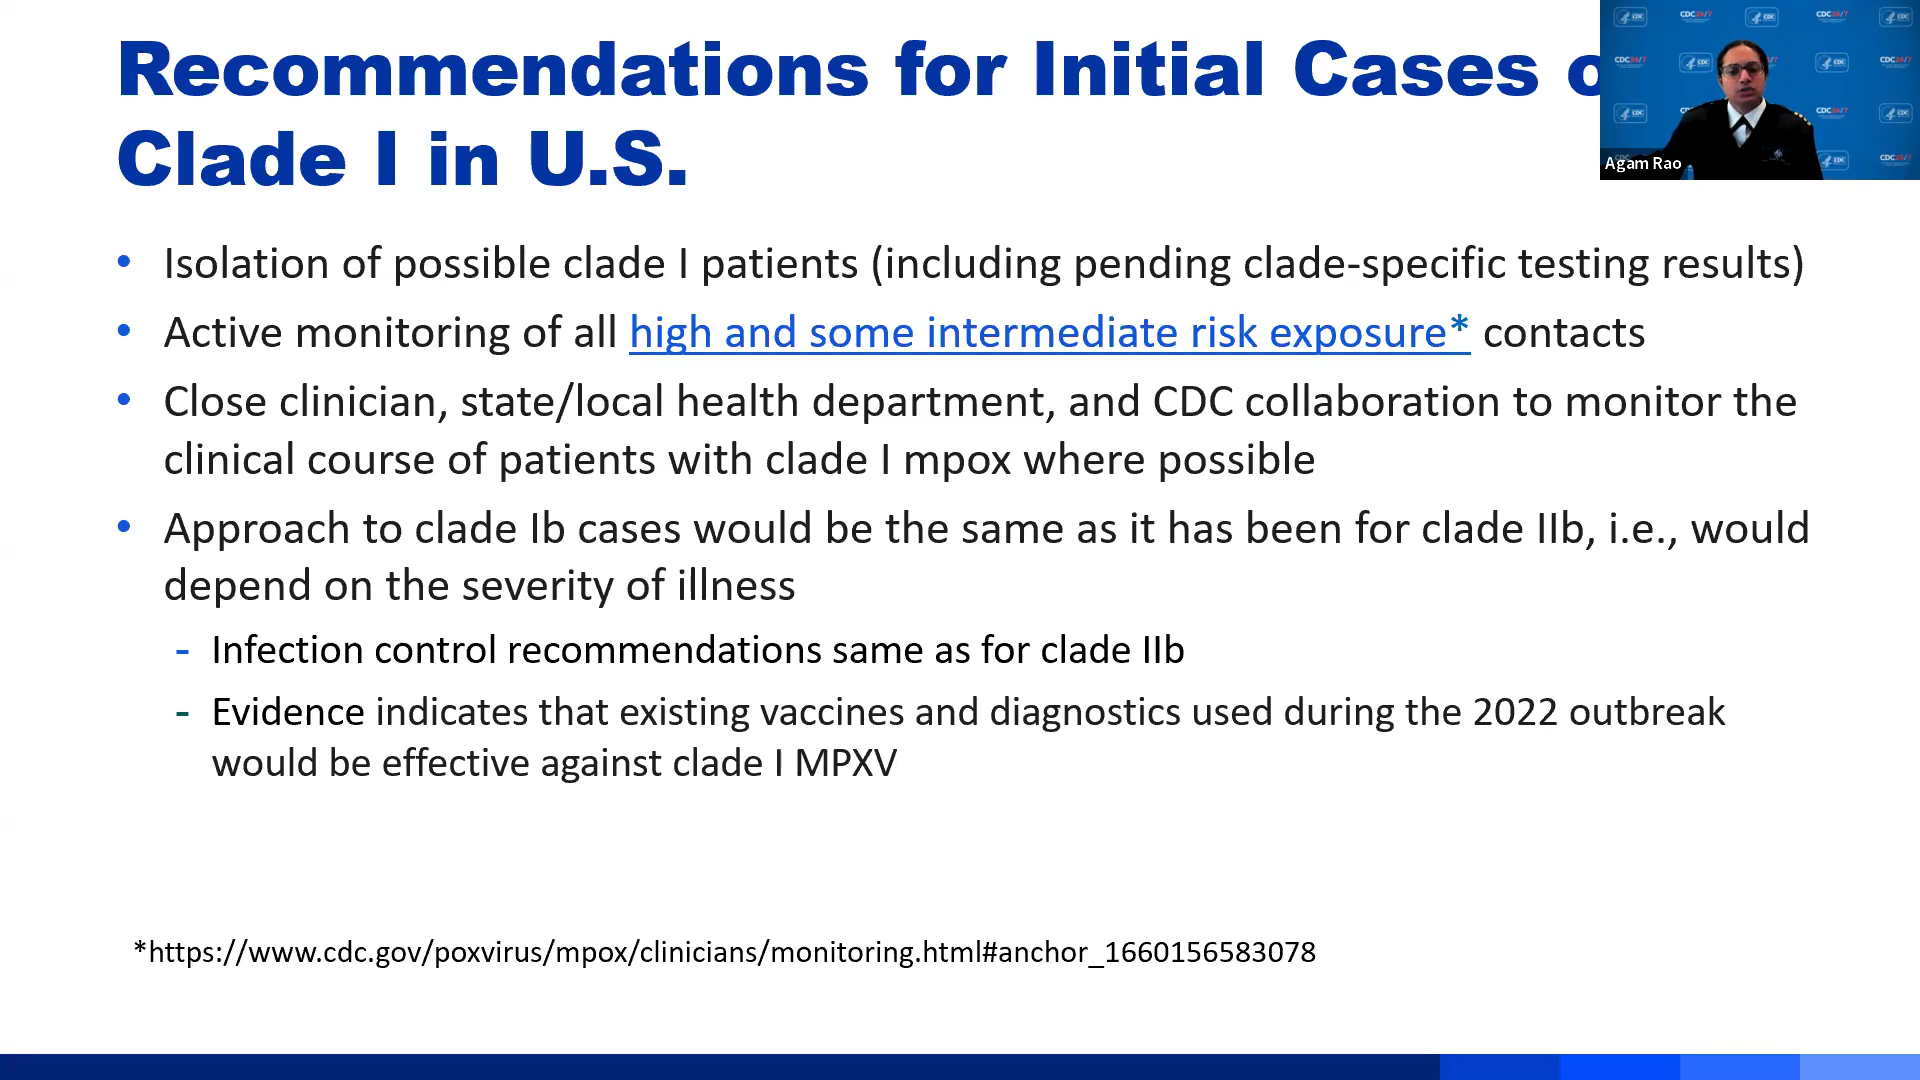 Recommendations for Initial Cases o
Clade I in U.S.
Agam Rao
• Isolation of possible clade I patients (including pending clade-specific testing results)
• Active monitoring of all high and some intermediate risk exposure* contacts
• Close clinician, state/local health department, and CDC collaboration to monitor the
clinical course of patients with clade I mpox where possible
• Approach to clade Ib cases would be the same as it has been for clade IIb, i.e., would
depend on the severity of illness
- Infection control recommendations same as for clade IIb
- Evidence indicates that existing vaccines and diagnostics used during the 2022 outbreak
would be effective against clade I MPXV
*https://www.cdc.gov/poxvirus/mpox/clinicians/monitoring.html#anchor_1660156583078